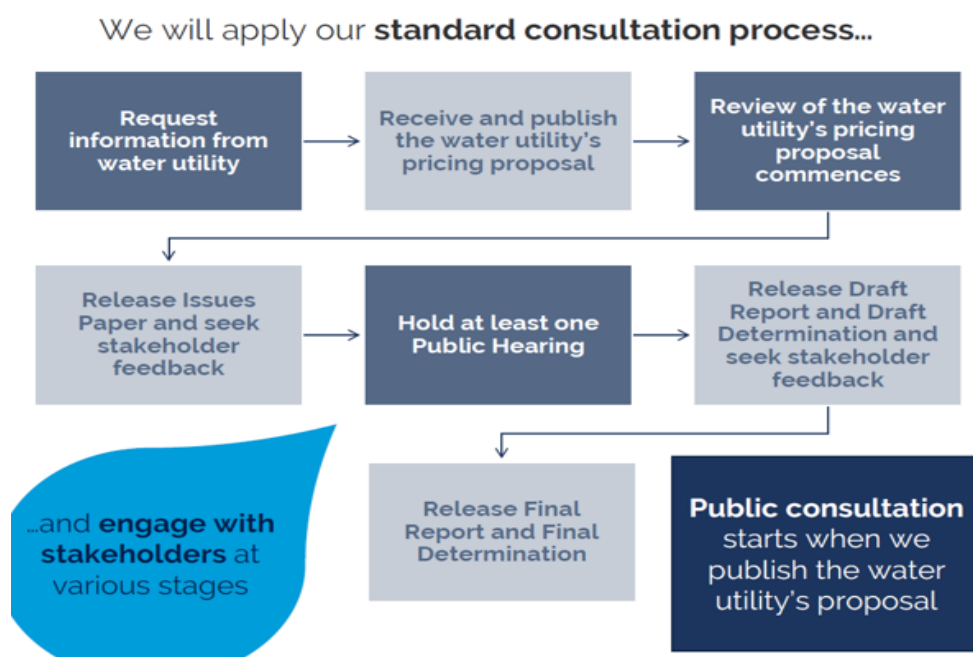 We will apply our standard consultation process...
Request
information from
water utility
Receive and publish
the water utility's
pricing proposal
Review of the water
utility's pricing
proposal
commences
Release Issues
Paper and seek
stakeholder
feedback
Hold at least one
Public Hearing
Release Draft
Report and Draft
Determination and
seek stakeholder
feedback
...and engage with
stakeholders at
various stages
Release Final
Report and Final
Determination
Public consultation
starts when we
publish the water
utility's proposal